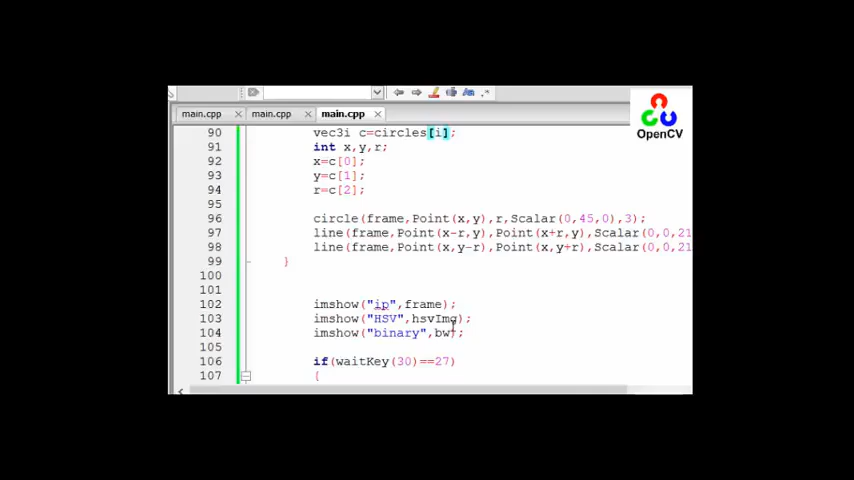 main.cpp main.cpp main.cpp
OpenCV
90 vec3i c=circles[i];
91 int x,y,r;
92 x=c[0];
93 y=c[1];
94 r=c[2];
95
96 circle(frame,Point(x,y),r,Scalar(0,45,0),3);
97 line(frame,Point(x-r,y),Point(x+r,y),Scalar(0,0,21
98 line(frame,Point(x,y-r),Point(x,y+r),Scalar(0,0,21
99 }
100
101
102 imshow("ip",frame);
103 imshow("HSV",hsvImg);
104 imshow("binary",bw);
105
106 if(waitKey(30)==27)
107 {